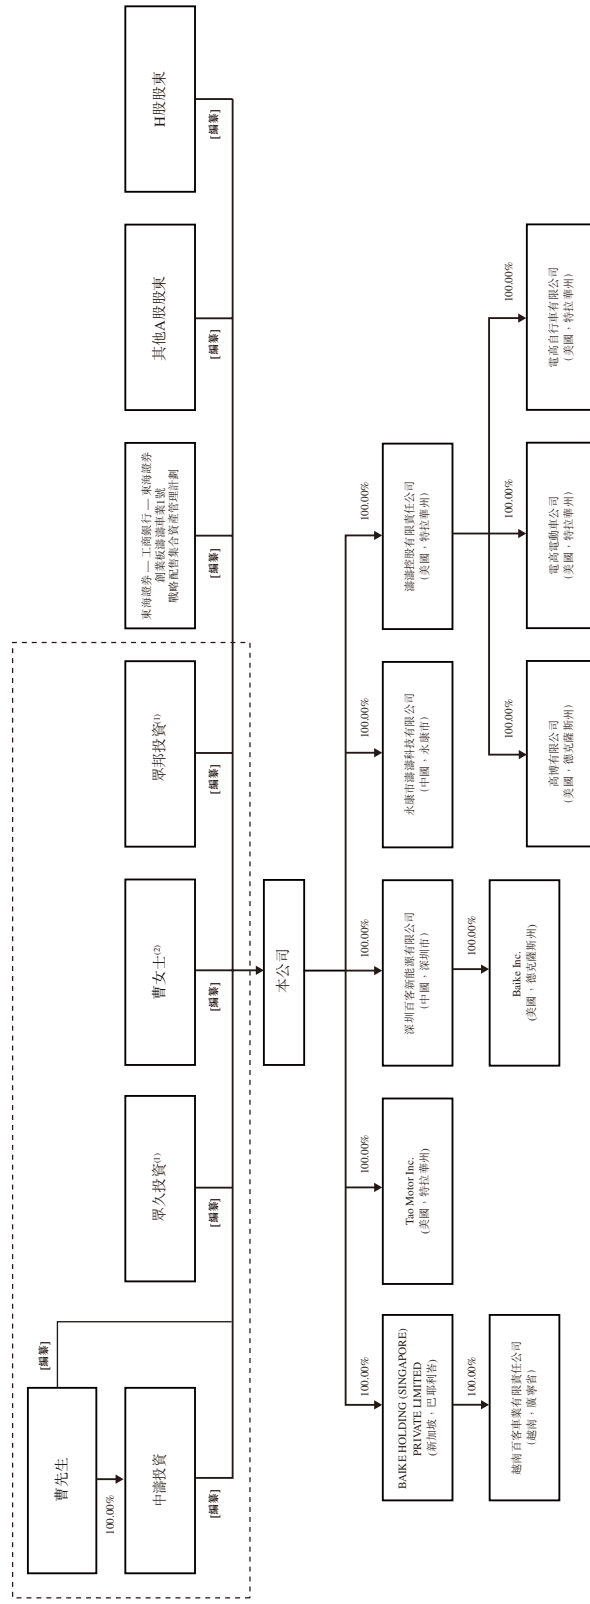 曹先生
[編纂]
100.00%
中濤投資
眾久投資(1)
曹女士(2)
眾邦投資(1)
東海證券 — 工商銀行 — 東海證券
創業板濤濤車業1號
戰略配售集合資產管理計劃
其他A股股東
H股股東
[編纂]
[編纂]
[編纂]
[編纂]
[編纂]
[編纂]
[編纂]
本公司
100.00%
100.00%
100.00%
100.00%
100.00%
BAIKE HOLDING (SINGAPORE)
PRIVATE LIMITED
(新加坡，巴耶利峇)
Tao Motor Inc.
(美國，特拉華州)
深圳百客新能源有限公司
(中國，深圳市)
永康市濤濤科技有限公司
(中國，永康市)
濤濤控股有限責任公司
(美國，特拉華州)
100.00%
100.00%
100.00%
100.00%
100.00%
越南百客車業有限責任公司
(越南，廣寧省)
Baike Inc.
(美國，德克薩斯州)
高博有限公司
(美國，德克薩斯州)
電高電動車公司
(美國，特拉華州)
電高自行車有限公司
(美國，特拉華州)